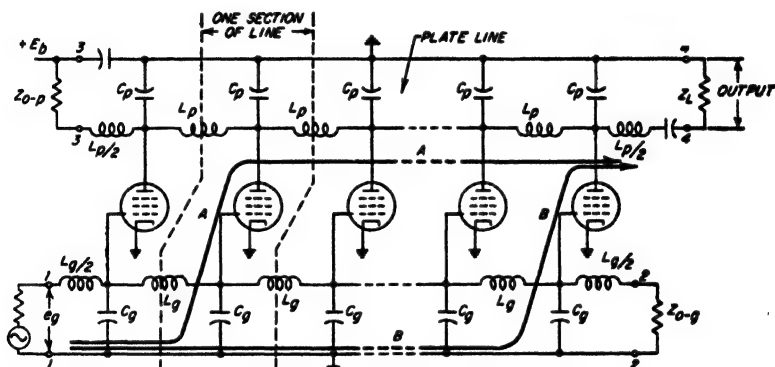 ONE SECTION
OF LINE
+Eb
3
4
PLATE LINE
Cp
Cp
Cp
Cp
Cp
Zo-p
ZL
OUTPUT
Lp
Lp
Lp
3
Lp/2
Lp/2
4
A
A
B
Lg/2
Lg/2
1
2
Lg
Lg
Lg
eg
Cg
Cg
Cg
Cg
Cg
Zo-g
B
1
2